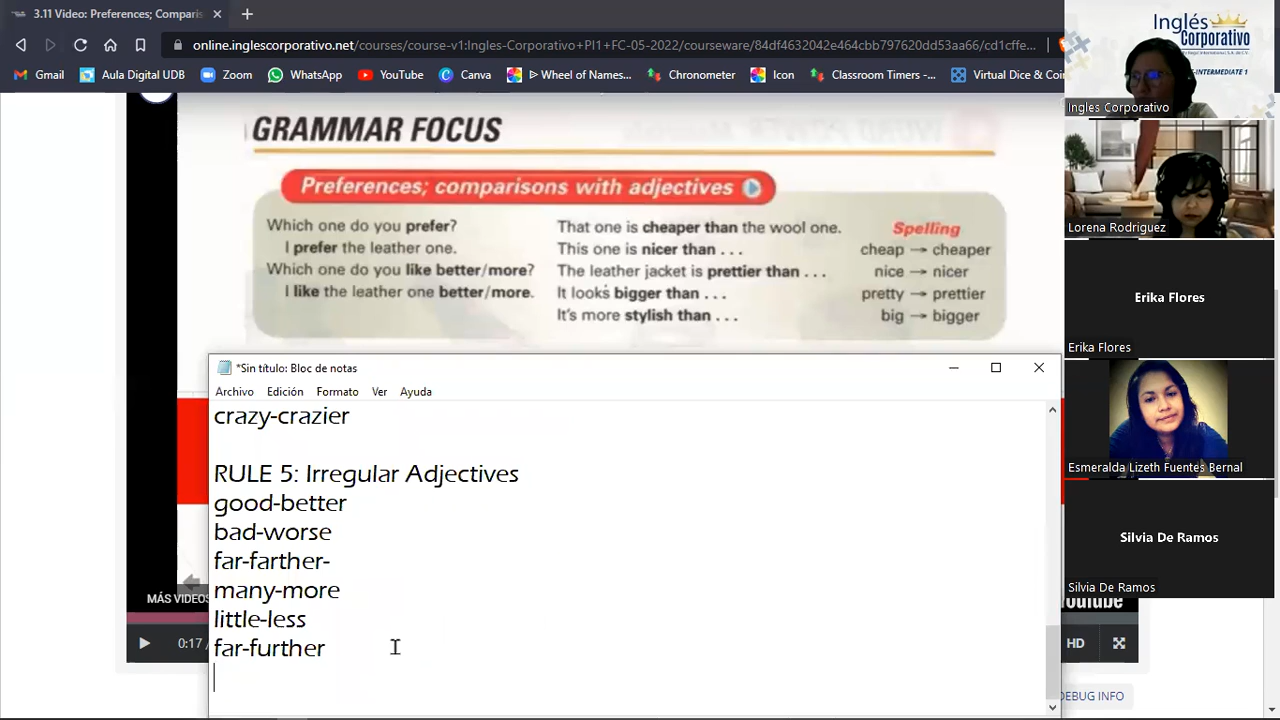 3.11 Video: Preferences; Comparis
online.inglescorporativo.net/courses/course-v1:Ingles-Corporativo+PI1+FC-05-2022/courseware/84df4632042e464cbb797620dd53aa66/cd1cffe...
Gmail
Aula Digital UDB
Zoom
WhatsApp
YouTube
Canva
Wheel of Names...
Chronometer
Icon
Classroom Timers -...
Virtual Dice & Coi
GRAMMAR FOCUS
Preferences; comparisons with adjectives
Which one do you prefer?
I prefer the leather one.
Which one do you like better/more?
I like the leather one better/more.
That one is cheaper than the wool one.
This one is nicer than . . .
The leather jacket is prettier than . . .
It looks bigger than . . .
It's more stylish than . . .
Spelling
cheap → cheaper
nice → nicer
pretty → prettier
big → bigger
*Sin título: Bloc de notas
Archivo Edición Formato Ver Ayuda
crazy-crazier
RULE 5: Irregular Adjectives
good-better
bad-worse
far-farther-
many-more
little-less
far-further
MÁS VIDEOS
0:17 /
YouTube
HD
DEBUG INFO
Inglés
Corporativo
-INTERMEDIATE 1
Ingles Corporativo
Lorena Rodriguez
Erika Flores
Erika Flores
Esmeralda Lizeth Fuentes Bernal
Silvia De Ramos
Silvia De Ramos